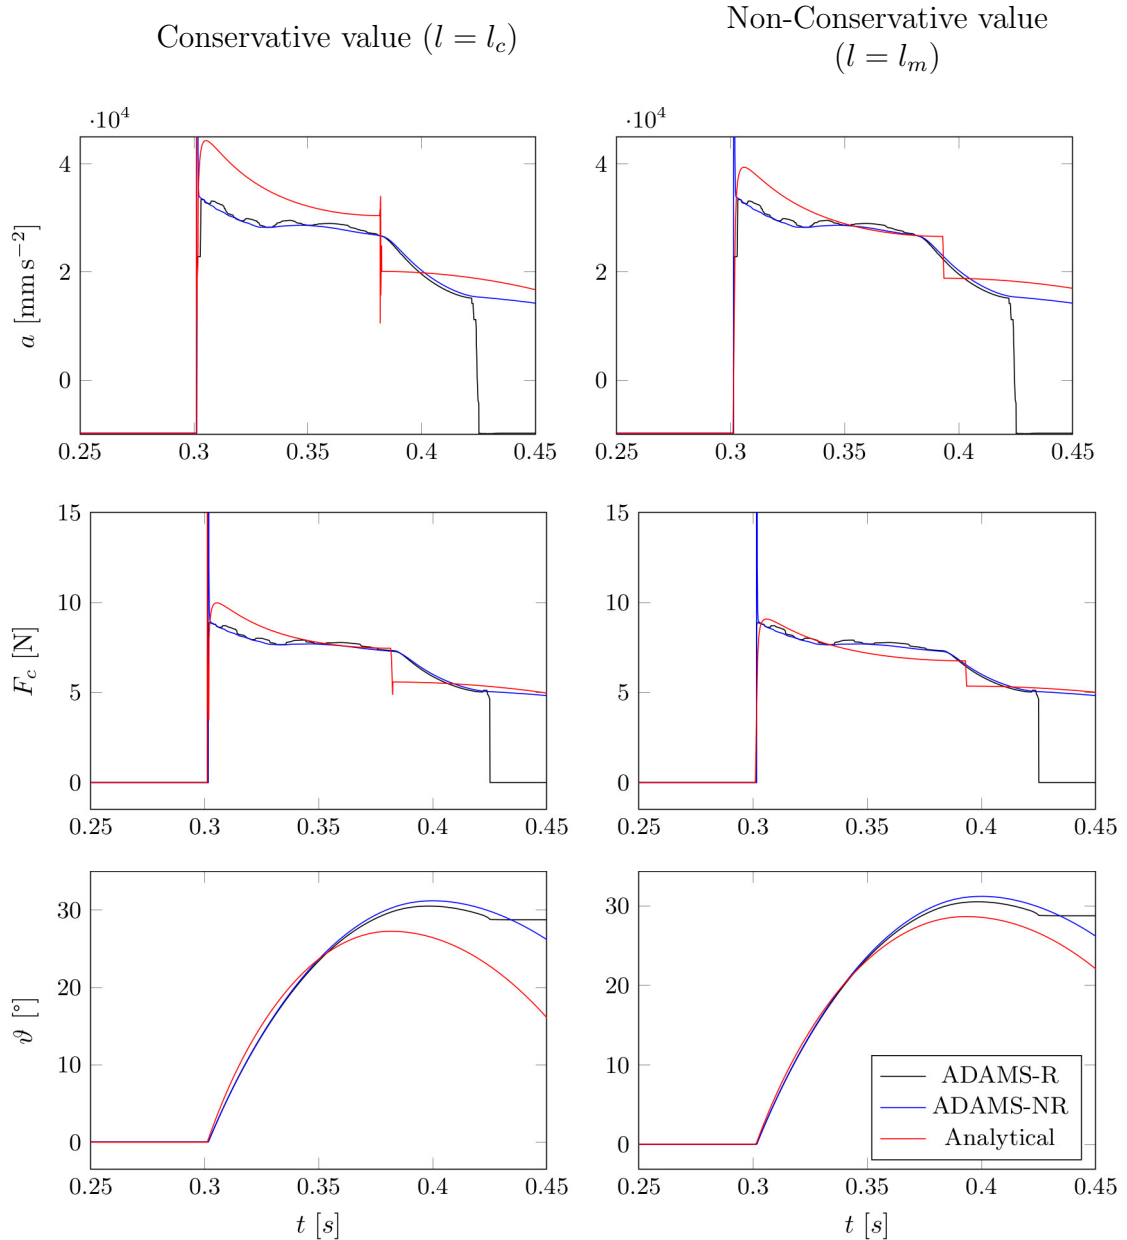 Conservative value (l = l_c)
Non-Conservative value
(l = l_m)
·10⁴
4
2
0
a [mm s⁻²]
0.25 0.3 0.35 0.4 0.45
·10⁴
4
2
0
0.25 0.3 0.35 0.4 0.45
15
10
5
0
F_c [N]
0.25 0.3 0.35 0.4 0.45
15
10
5
0
0.25 0.3 0.35 0.4 0.45
30
20
10
0
ϑ [°]
0.25 0.3 0.35 0.4 0.45
t [s]
30
20
10
0
ADAMS-R
ADAMS-NR
Analytical
0.25 0.3 0.35 0.4 0.45
t [s]